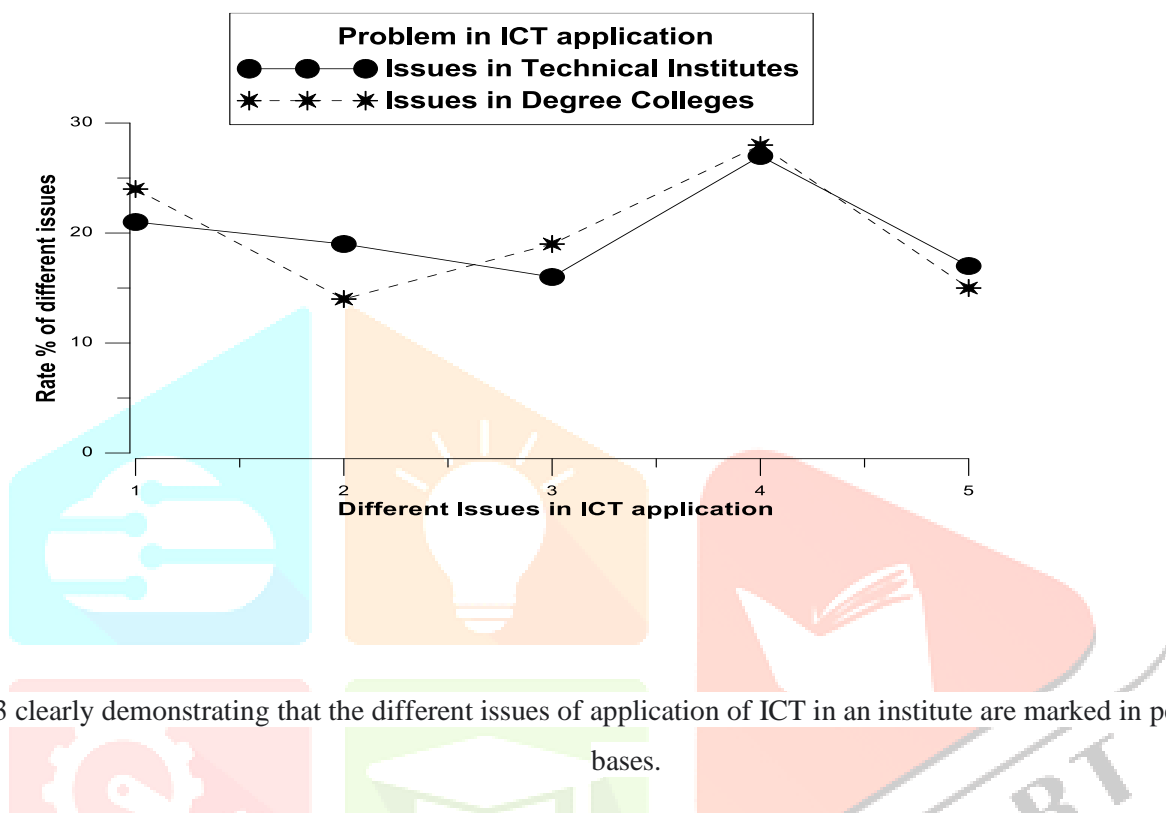 Problem in ICT application
Issues in Technical Institutes
Issues in Degree Colleges
30
20
10
0
Rate % of different issues
1 2 3 4 5
Different Issues in ICT application
3 clearly demonstrating that the different issues of application of ICT in an institute are marked in
bases.